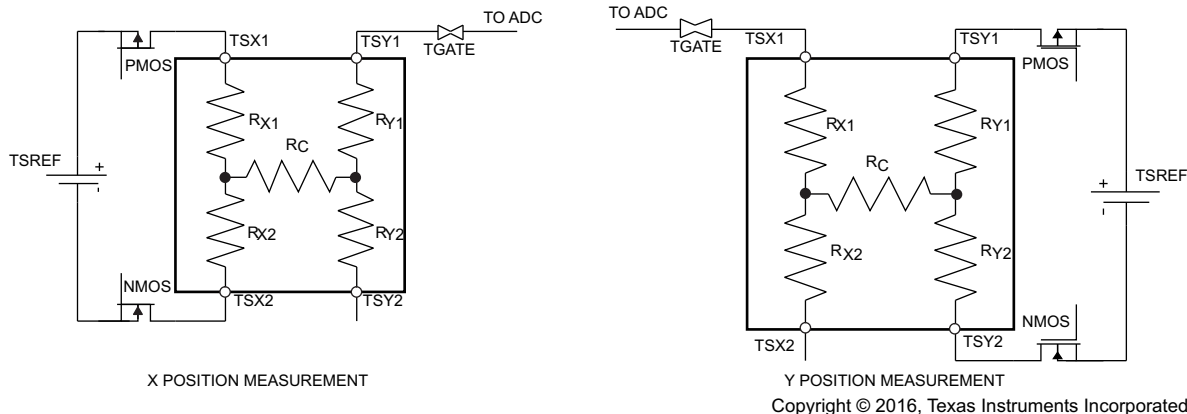 TO ADC
TSX1
TSY1
TGATE
PMOS
RX1
RY1
RC
TSREF
+
-
RX2
RY2
NMOS
TSX2
TSY2
X POSITION MEASUREMENT
TO ADC
TGATE
TSX1
TSY1
PMOS
RX1
RY1
RC
TSREF
+
-
RX2
RY2
NMOS
TSX2
TSY2
Y POSITION MEASUREMENT
Copyright © 2016, Texas Instruments Incorporated